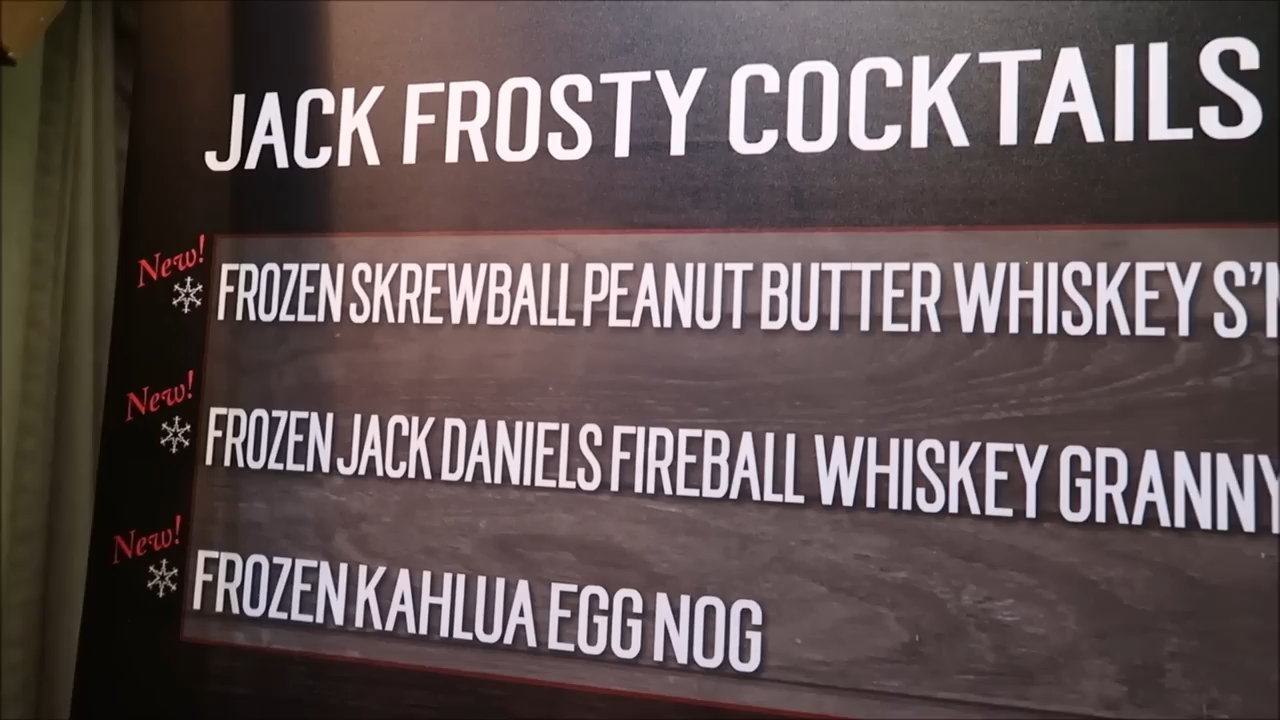 JACK FROSTY COCKTAILS
New!
FROZEN SKREWBALL PEANUT BUTTER WHISKEY
New!
FROZEN JACK DANIELS FIREBALL WHISKEY GRANNY
New!
FROZEN KAHLUA EGG NOG